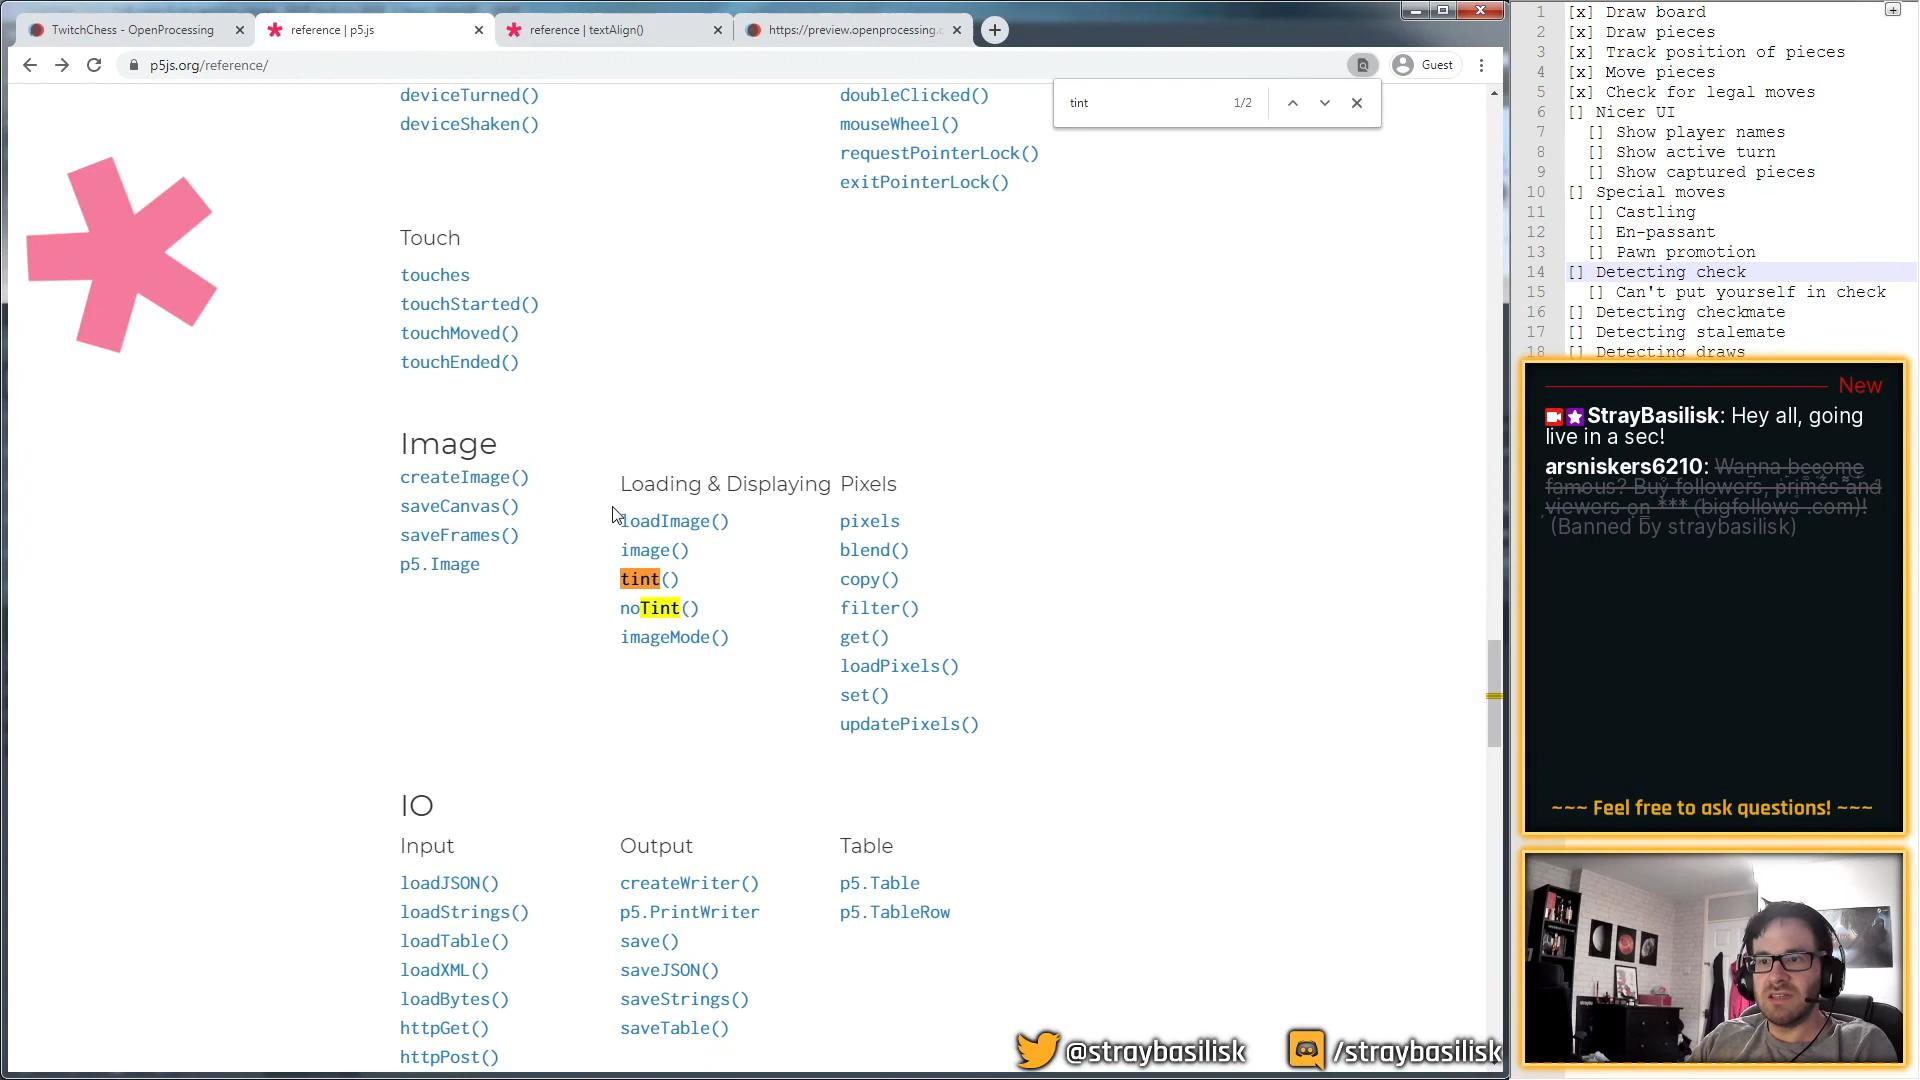 TwitchChess - OpenProcessing
reference | p5.js
reference | textAlign()
https://preview.openprocessing.c
p5js.org/reference/
Guest
tint
1/2
deviceTurned()
deviceShaken()
doubleClicked()
mouseWheel()
requestPointerLock()
exitPointerLock()
Touch
touches
touchStarted()
touchMoved()
touchEnded()
Image
createImage()
saveCanvas()
saveFrames()
p5.Image
Loading & Displaying
loadImage()
image()
tint()
noTint()
imageMode()
Pixels
pixels
blend()
copy()
filter()
get()
loadPixels()
set()
updatePixels()
IO
Input
loadJSON()
loadStrings()
loadTable()
loadXML()
loadBytes()
httpGet()
httpPost()
Output
createWriter()
p5.PrintWriter
save()
saveJSON()
saveStrings()
saveTable()
Table
p5.Table
p5.TableRow
@straybasilisk
/straybasilisk
1 [x] Draw board
2 [x] Draw pieces
3 [x] Track position of pieces
4 [x] Move pieces
5 [x] Check for legal moves
6 [] Nicer UI
7 [] Show player names
8 [] Show active turn
9 [] Show captured pieces
10 [] Special moves
11 [] Castling
12 [] En-passant
13 [] Pawn promotion
14 [] Detecting check
15 [] Can't put yourself in check
16 [] Detecting checkmate
17 [] Detecting stalemate
18 [] Detecting draws
New
StrayBasilisk: Hey all, going
live in a sec!
arsniskers6210: Wanna become
famous? Buy followers, primes and
viewers on *** (bigfollows .com)!
(Banned by straybasilisk)
~~~ Feel free to ask questions! ~~~